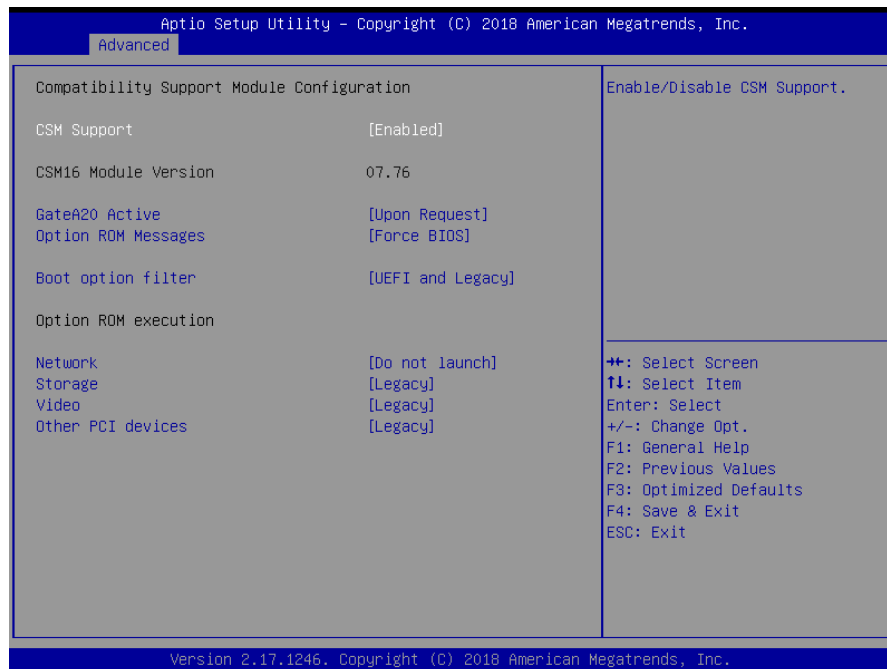 Aptio Setup Utility – Copyright (C) 2018 American Megatrends, Inc.
Advanced
Compatibility Support Module Configuration
CSM Support [Enabled]
CSM16 Module Version 07.76
GateA20 Active [Upon Request]
Option ROM Messages [Force BIOS]
Boot option filter [UEFI and Legacy]
Option ROM execution
Network [Do not launch]
Storage [Legacy]
Video [Legacy]
Other PCI devices [Legacy]
Enable/Disable CSM Support.
→←: Select Screen
↑↓: Select Item
Enter: Select
+/-: Change Opt.
F1: General Help
F2: Previous Values
F3: Optimized Defaults
F4: Save & Exit
ESC: Exit
Version 2.17.1246. Copyright (C) 2018 American Megatrends, Inc.